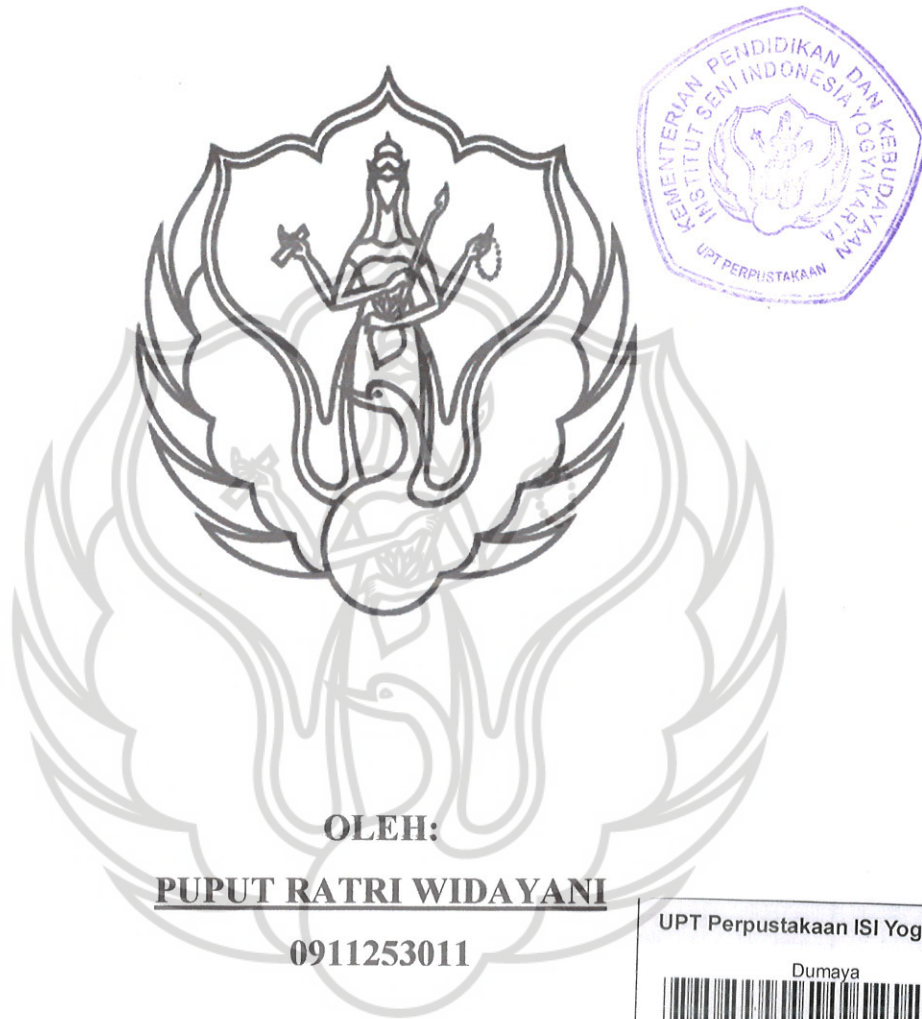 KEMENTERIAN PENDIDIKAN DAN KEBUDAYAAN
INSTITUT SENI INDONESIA YOGYAKARTA
UPT PERPUSTAKAAN
OLEH:
PUPUT RATRI WIDAYANI
0911253011
UPT Perpustakaan ISI Yog
Dumaya